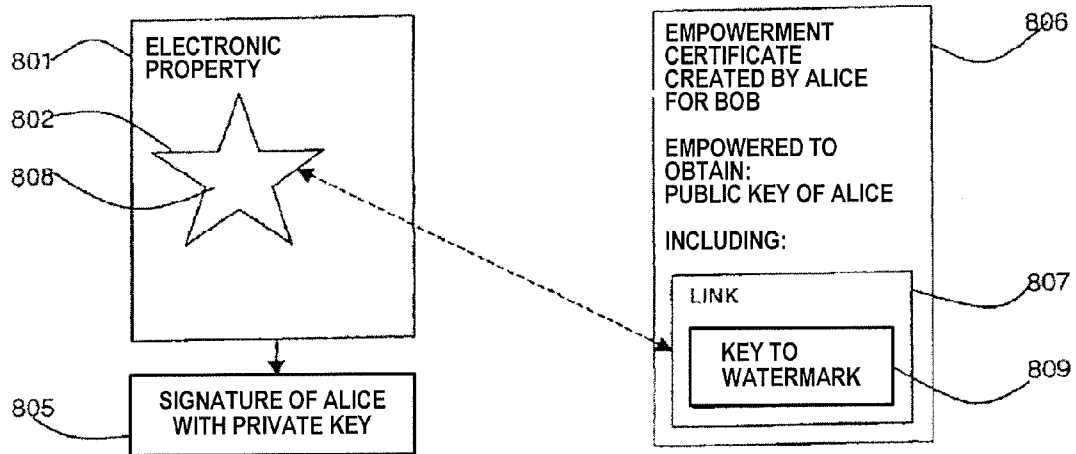 801
ELECTRONIC
PROPERTY
802
808
805
SIGNATURE OF ALICE
WITH PRIVATE KEY
EMPOWERMENT
CERTIFICATE
CREATED BY ALICE
FOR BOB
EMPOWERED TO
OBTAIN:
PUBLIC KEY OF ALICE
INCLUDING:
LINK
KEY TO
WATERMARK
806
807
809